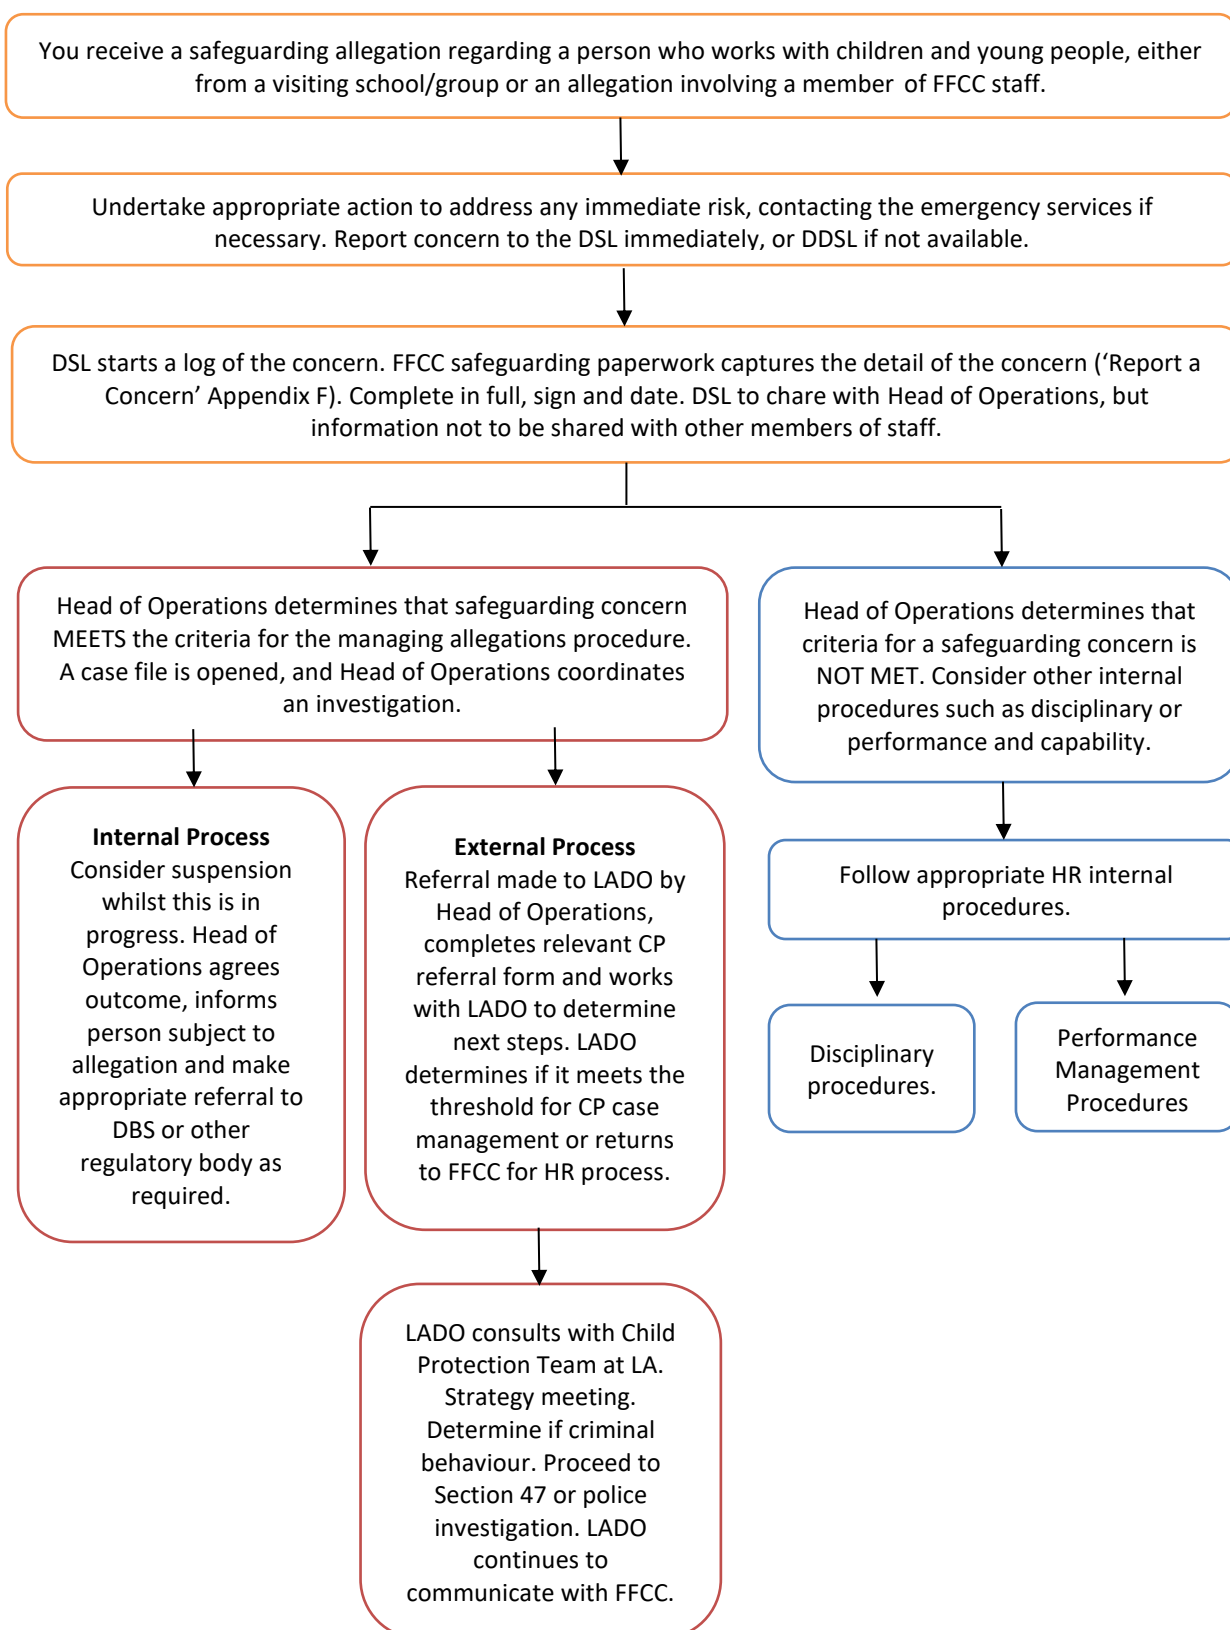 You receive a safeguarding allegation regarding a person who works with children and young people, either
from a visiting school/group or an allegation involving a member of FFCC staff.
Undertake appropriate action to address any immediate risk, contacting the emergency services if
necessary. Report concern to the DSL immediately, or DDSL if not available.
DSL starts a log of the concern. FFCC safeguarding paperwork captures the detail of the concern (‘Report a
Concern’ Appendix F). Complete in full, sign and date. DSL to share with Head of Operations, but
information not to be shared with other members of staff.
Head of Operations determines that safeguarding concern
MEETS the criteria for the managing allegations procedure.
A case file is opened, and Head of Operations coordinates
an investigation.
Head of Operations determines that
criteria for a safeguarding concern is
NOT MET. Consider other internal
procedures such as disciplinary or
performance and capability.
Internal Process
Consider suspension
whilst this is in
progress. Head of
Operations agrees
outcome, informs
person subject to
allegation and make
appropriate referral to
DBS or other
regulatory body as
required.
External Process
Referral made to LADO by
Head of Operations,
completes relevant CP
referral form and works
with LADO to determine
next steps. LADO
determines if it meets the
threshold for CP case
management or returns
to FFCC for HR process.
Follow appropriate HR internal
procedures.
Disciplinary
procedures.
Performance
Management
Procedures
LADO consults with Child
Protection Team at LA.
Strategy meeting.
Determine if criminal
behaviour. Proceed to
Section 47 or police
investigation. LADO
continues to
communicate with FFCC.